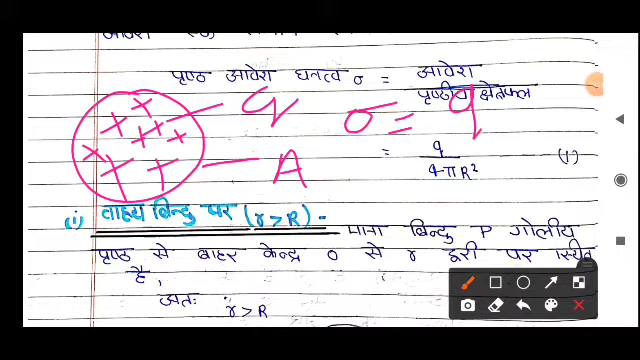 पृष्ठ आवेश घनत्व σ = आवेश
पृष्ठीय क्षेत्रफल
q σ = q
= q / 4πR² (1)
A
(i) वाह्य बिन्दु पर (r > R) -
माना बिन्दु P गोलीय
पृष्ठ से बाहर केन्द्र O से r दूरी पर स्थित
है,
अतः r > R